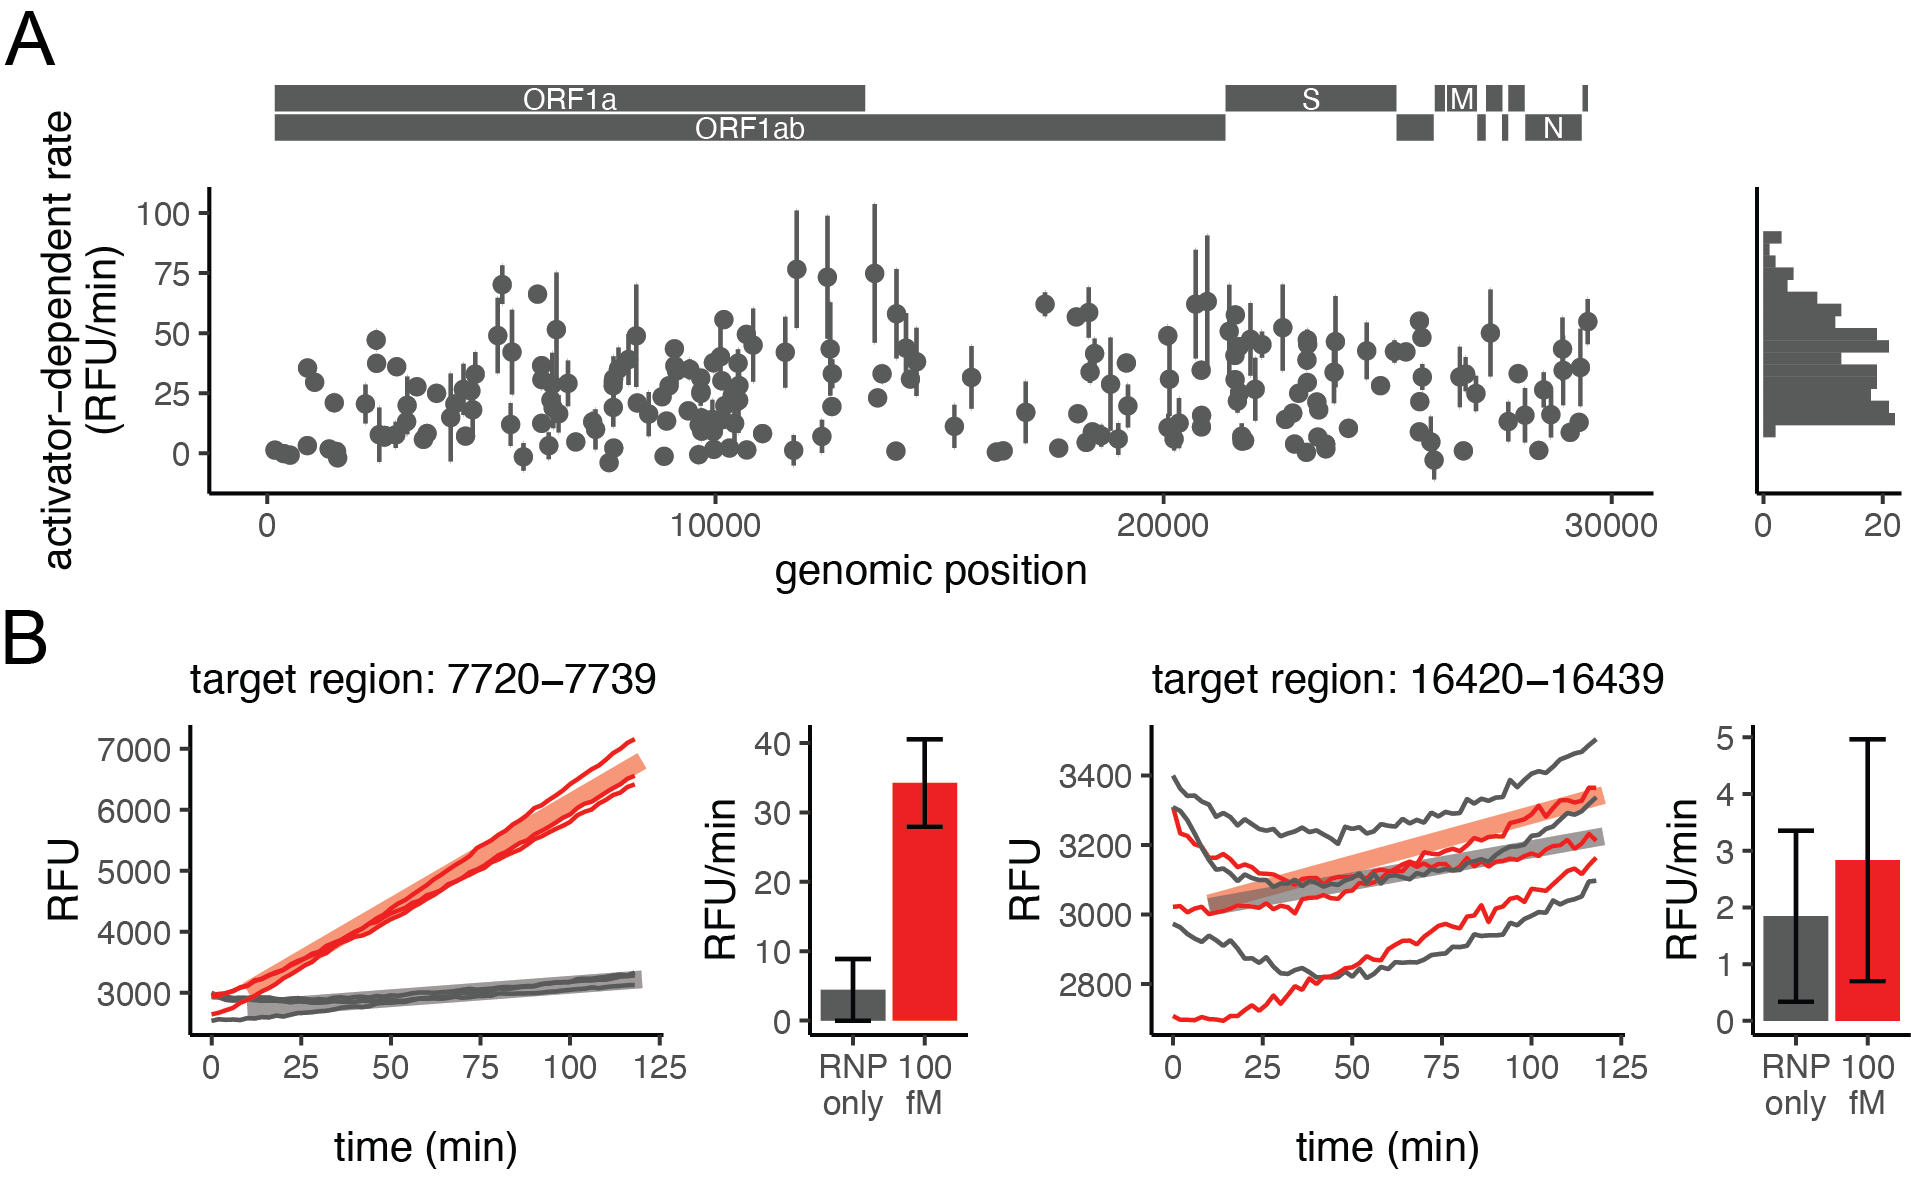 A
ORF1a
S
M
ORF1ab
N
activator–dependent rate
(RFU/min)
100
75
50
25
0
0
10000
20000
30000
genomic position
0
20
B
target region: 7720–7739
RFU
7000
6000
5000
4000
3000
0
25
50
75
100
125
time (min)
RFU/min
40
30
20
10
0
RNP
only
100
fM
target region: 16420–16439
RFU
3400
3200
3000
2800
0
25
50
75
100
125
time (min)
RFU/min
5
4
3
2
1
0
RNP
only
100
fM